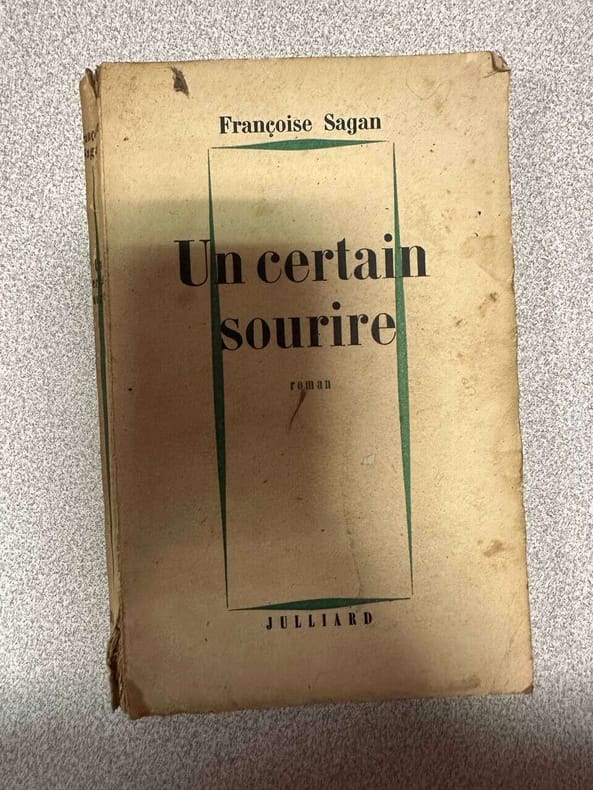 Françoise Sagan
Un certain
sourire
roman
JULLIARD